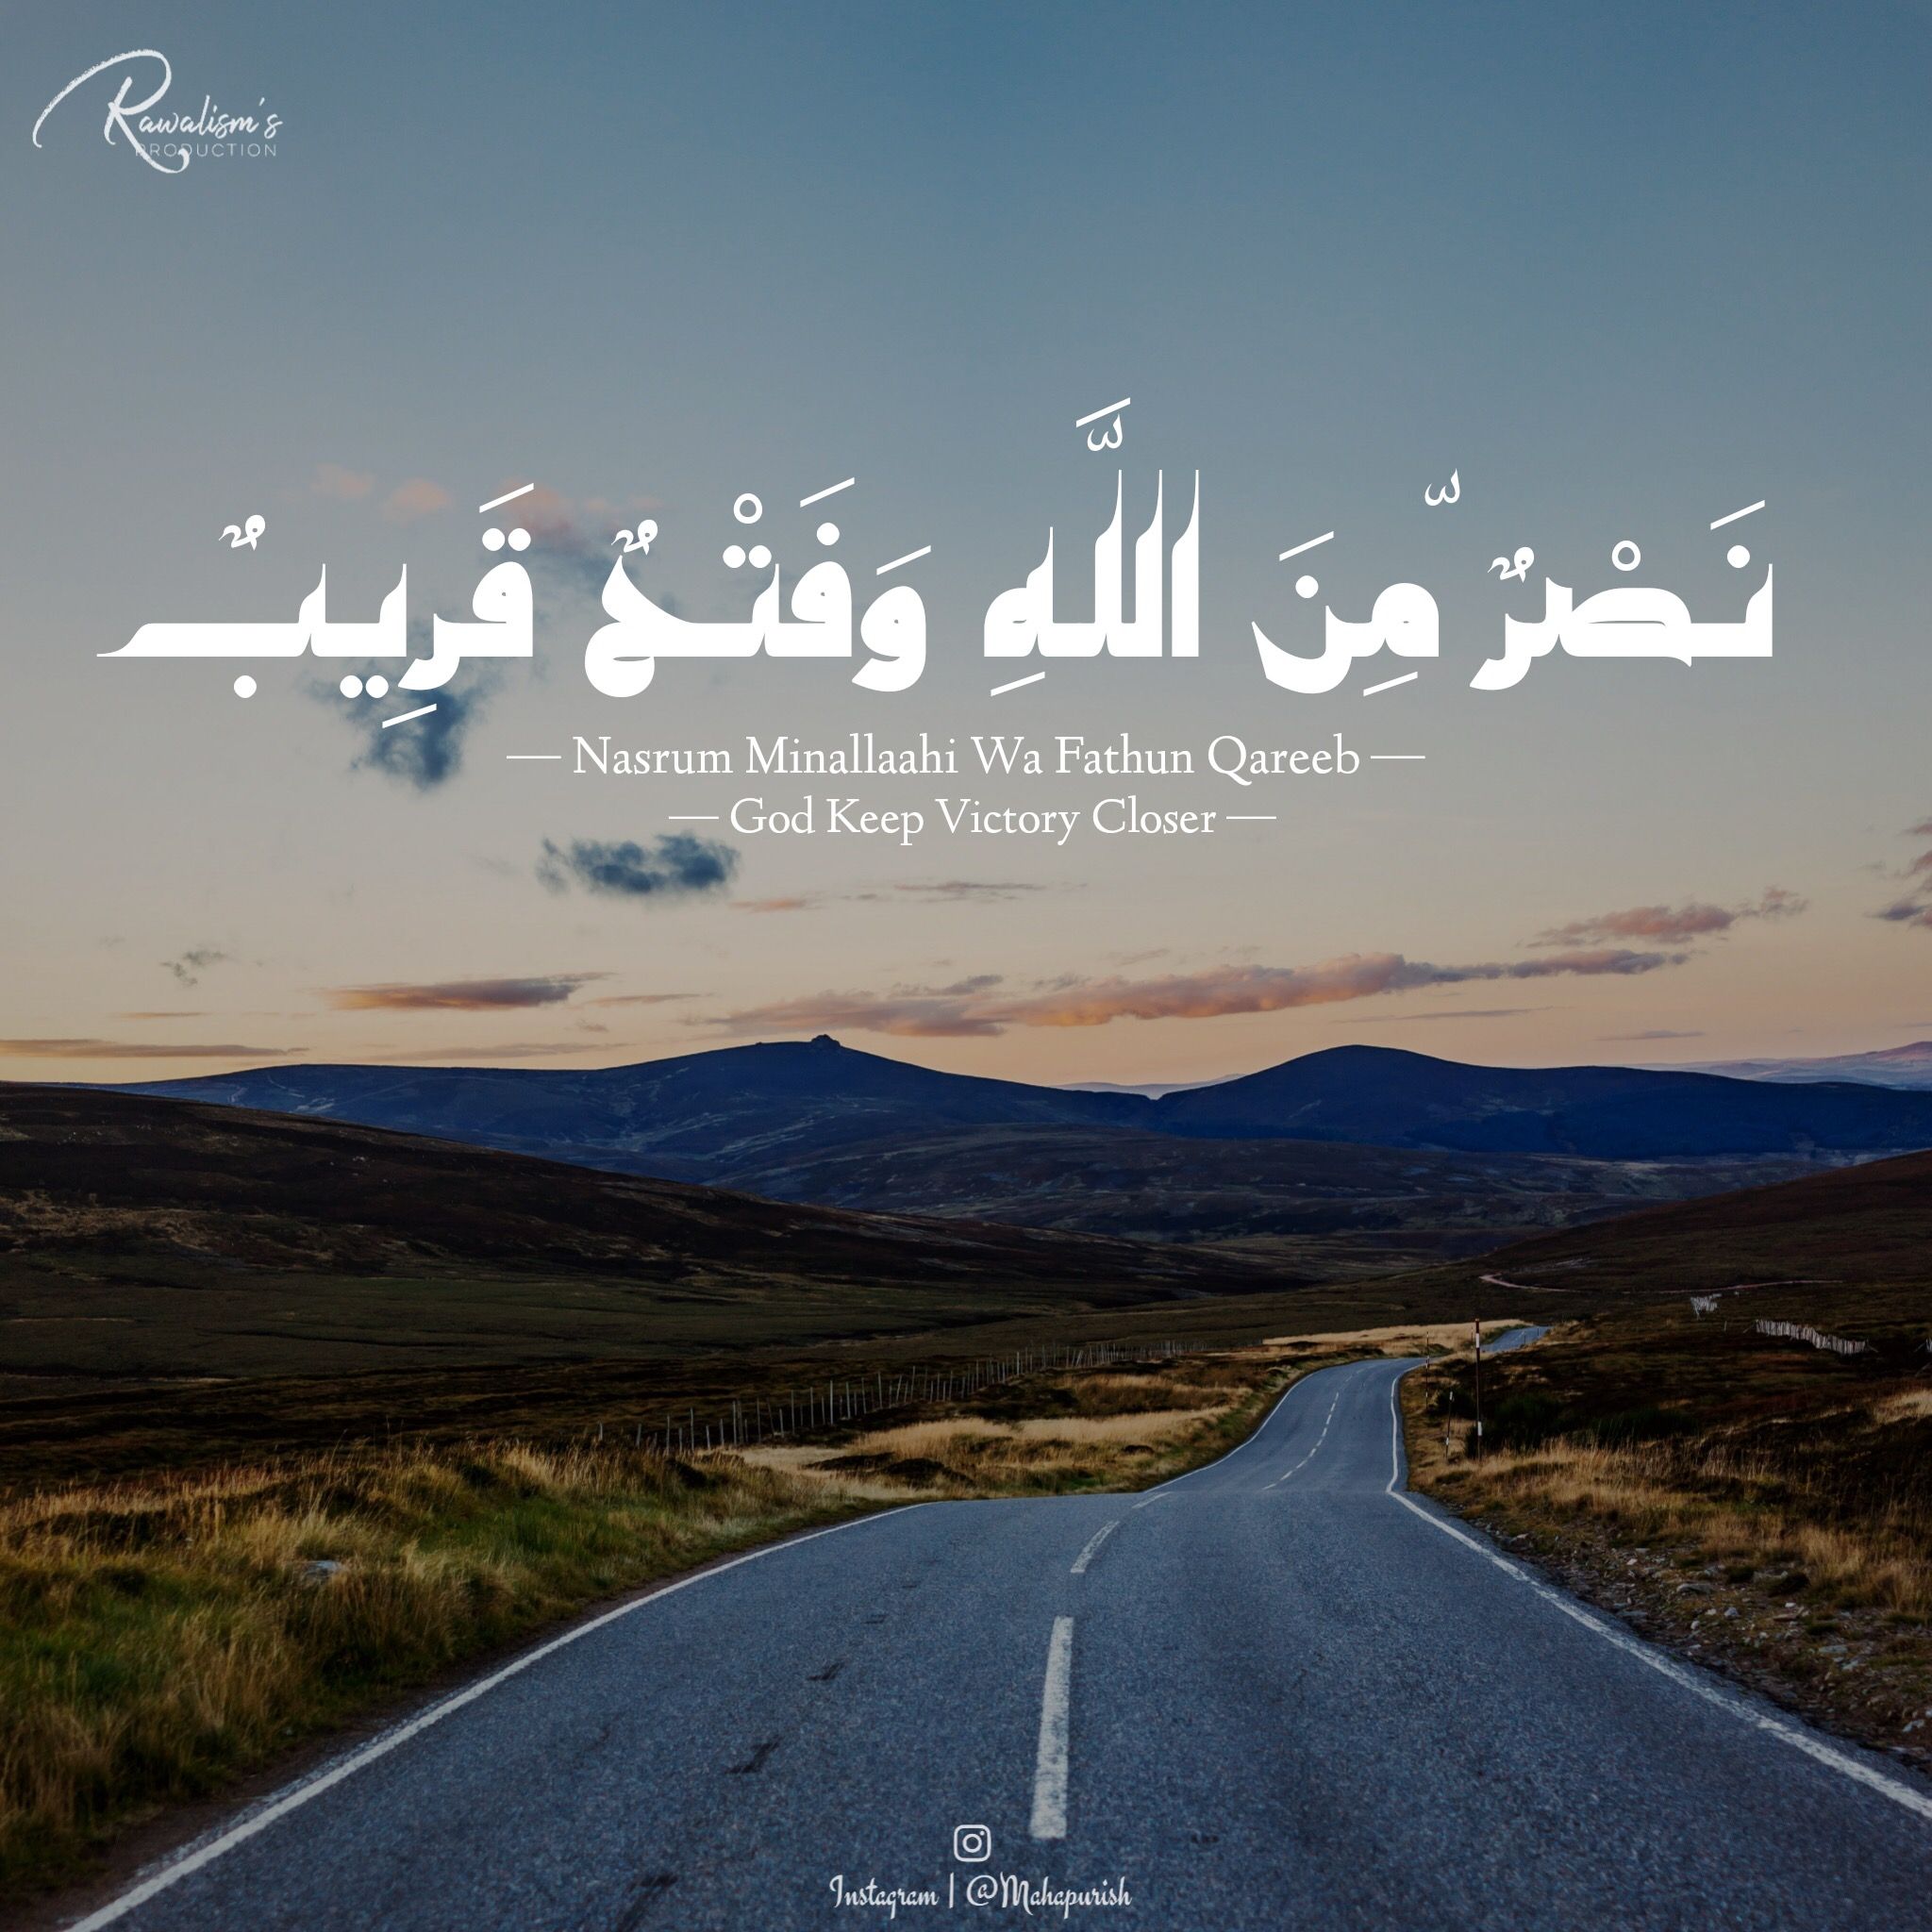 Rawalism's
PRODUCTION
نَصْرٌ مِّنَ اللَّهِ وَفَتْحٌ قَرِيبٌ
— Nasrum Minallaahi Wa Fathun Qareeb —
— God Keep Victory Closer —
Instagram | @Mahapurish